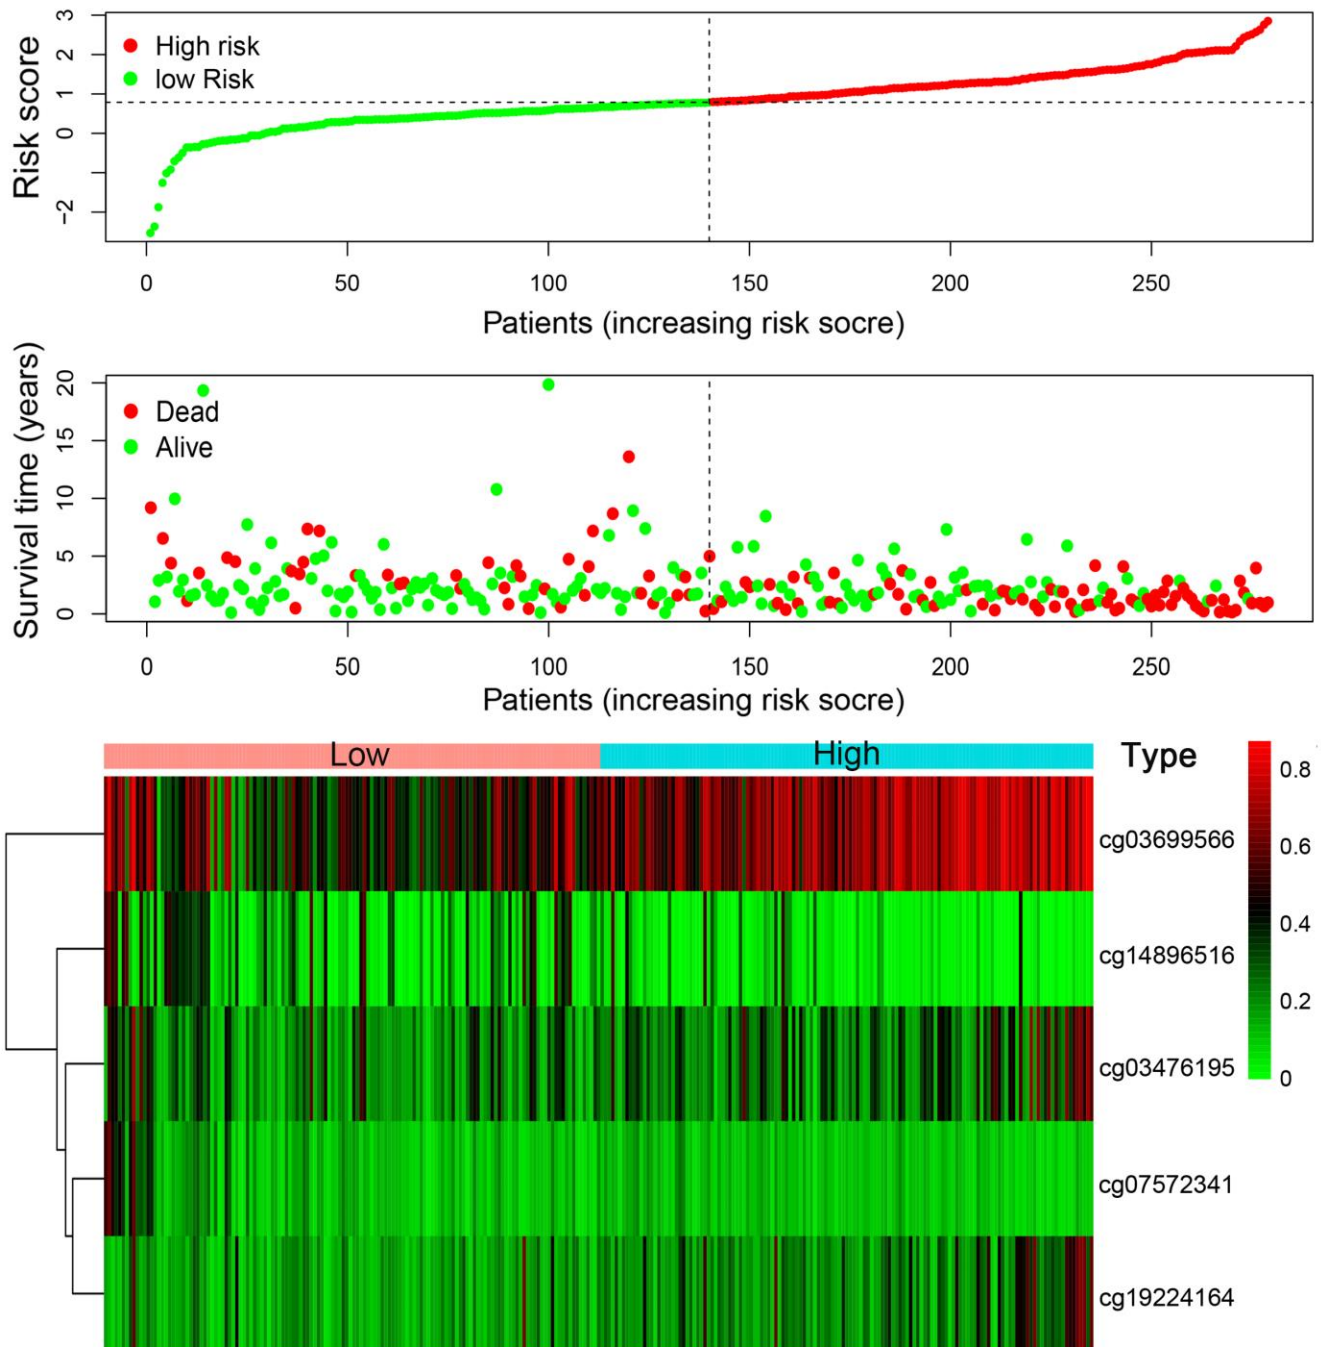 Risk score
3
2
1
0
−2
High risk
low Risk
0 50 100 150 200 250
Patients (increasing risk socre)
Survival time (years)
20
15
10
5
0
Dead
Alive
0 50 100 150 200 250
Patients (increasing risk socre)
Low High Type
cg03699566
cg14896516
cg03476195
cg07572341
cg19224164
0.8
0.6
0.4
0.2
0